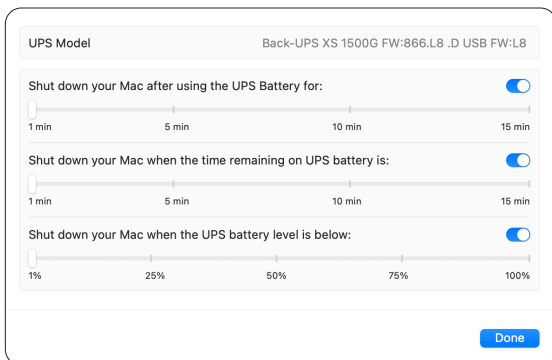 UPS Model Back-UPS XS 1500G FW:866.L8 .D USB FW:L8
Shut down your Mac after using the UPS Battery for:
1 min 5 min 10 min 15 min
Shut down your Mac when the time remaining on UPS battery is:
1 min 5 min 10 min 15 min
Shut down your Mac when the UPS battery level is below:
1% 25% 50% 75% 100%
Done